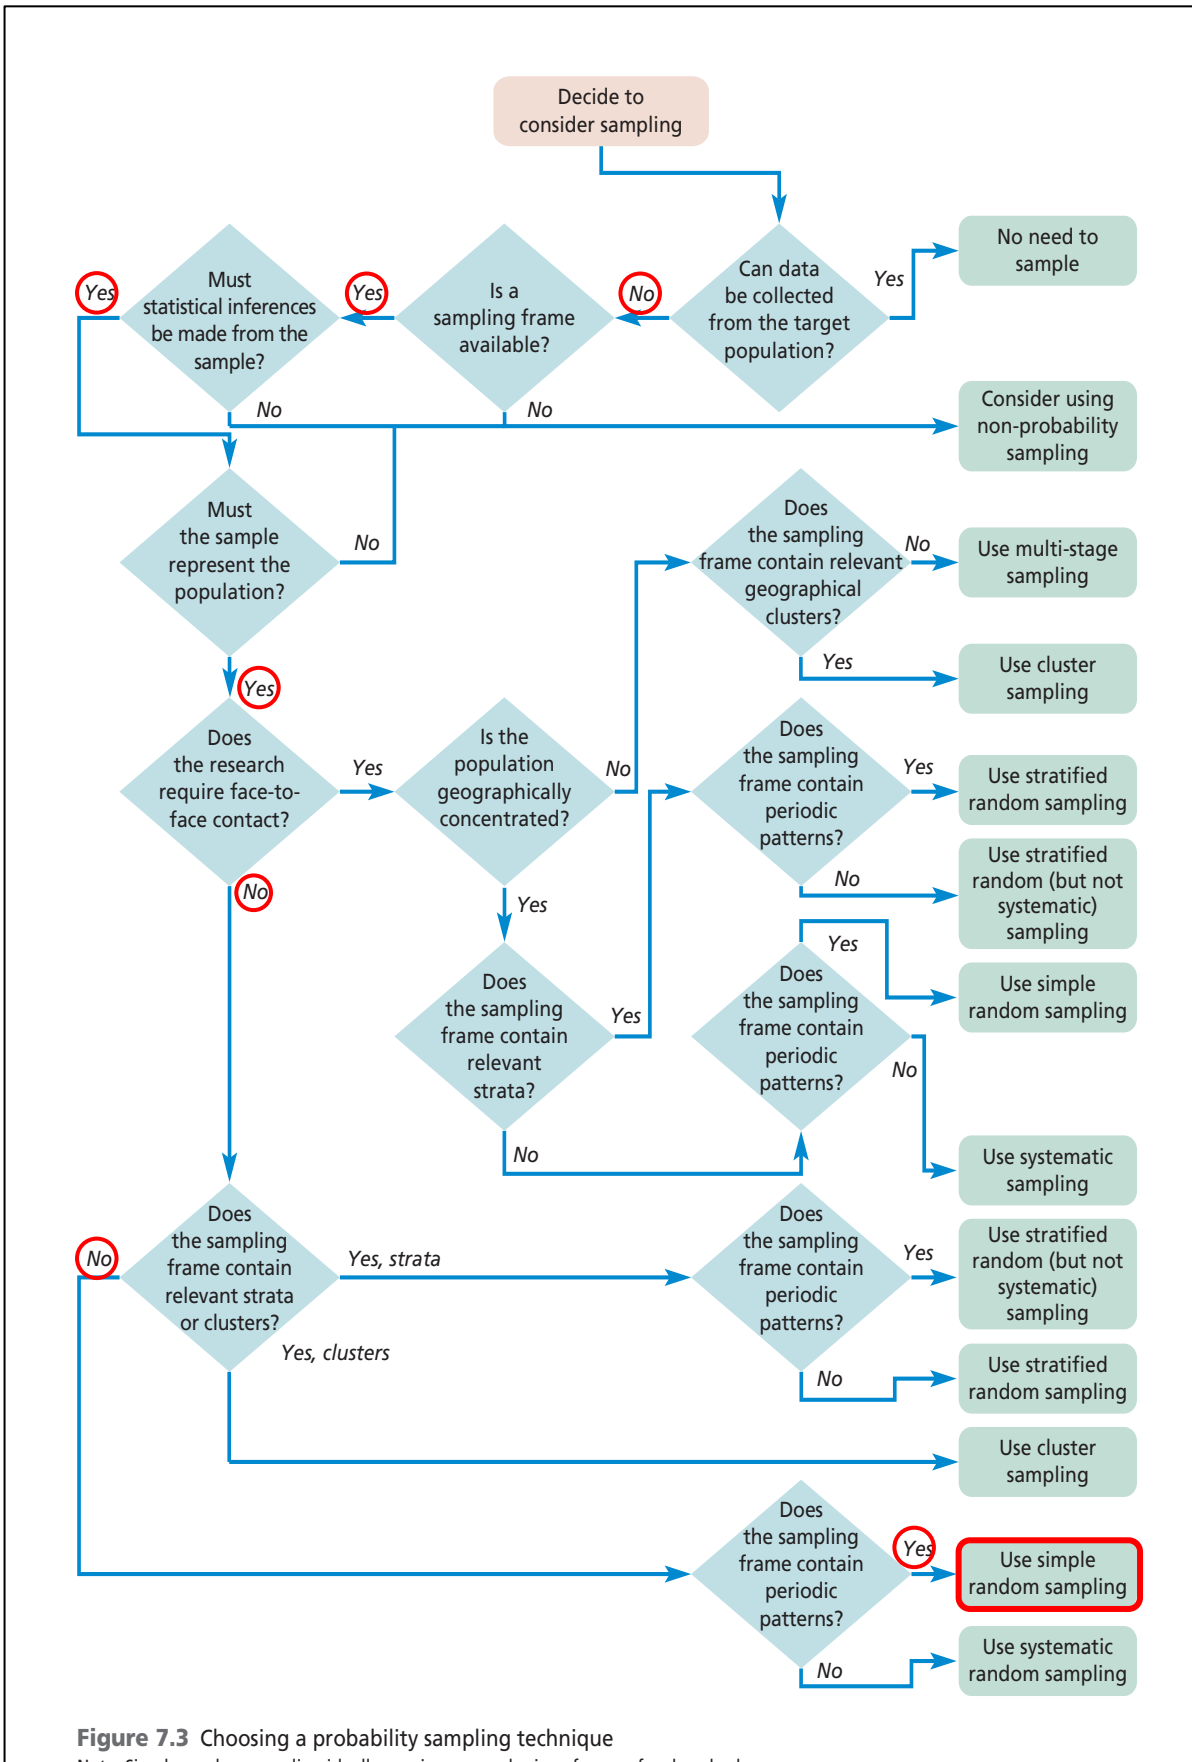 Decide to
consider sampling
No need to
sample
Must
statistical inferences
be made from the
sample?
Yes
Yes
Is a
sampling frame
available?
No
Can data
be collected
from the target
population?
Yes
No
No
Consider using
non-probability
sampling
Must
the sample
represent the
population?
No
Does
the sampling
frame contain relevant
geographical
clusters?
No
Use multi-stage
sampling
Yes
Use cluster
sampling
Yes
Does
the research
require face-to-
face contact?
Yes
Is the
population
geographically
concentrated?
No
Does
the sampling
frame contain
periodic
patterns?
Yes
Use stratified
random sampling
No
Use stratified
random (but not
systematic)
sampling
No
Yes
Does
the sampling
frame contain
relevant
strata?
Yes
Does
the sampling
frame contain
periodic
patterns?
Yes
Use simple
random sampling
No
No
Use systematic
sampling
No
Does
the sampling
frame contain
relevant strata
or clusters?
Yes, strata
Does
the sampling
frame contain
periodic
patterns?
Yes
Use stratified
random (but not
systematic)
sampling
Yes, clusters
No
Use stratified
random sampling
Use cluster
sampling
Does
the sampling
frame contain
periodic
patterns?
Yes
Use simple
random sampling
No
Use systematic
random sampling
Figure 7.3 Choosing a probability sampling technique